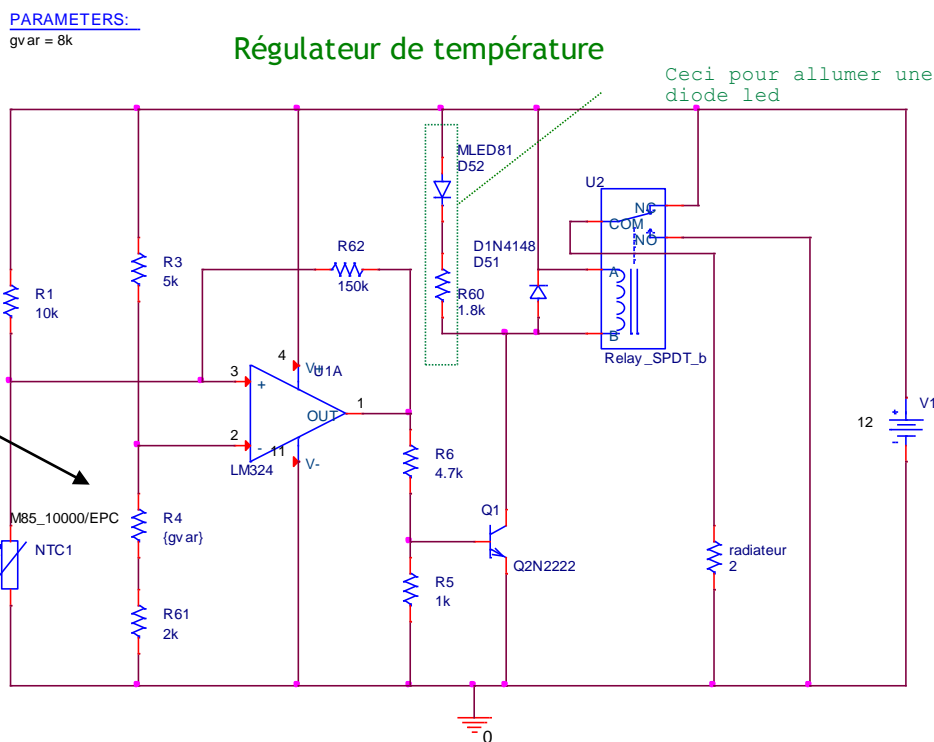 PARAMETERS:
gvar = 8k
Régulateur de température
Ceci pour allumer une
diode led
MLED81
D52
U2
NC
COM
NO
R62
150k
R3
5k
D1N4148
D51
A
R1
10k
R60
1.8k
B
Relay_SPDT_b
4
V+
U1A
3
+
1
OUT
V1
12
+
-
2
-
11
V-
LM324
R6
4.7k
M85_10000/EPC
NTC1
R4
{gvar}
Q1
Q2N2222
radiateur
2
R5
1k
R61
2k
0